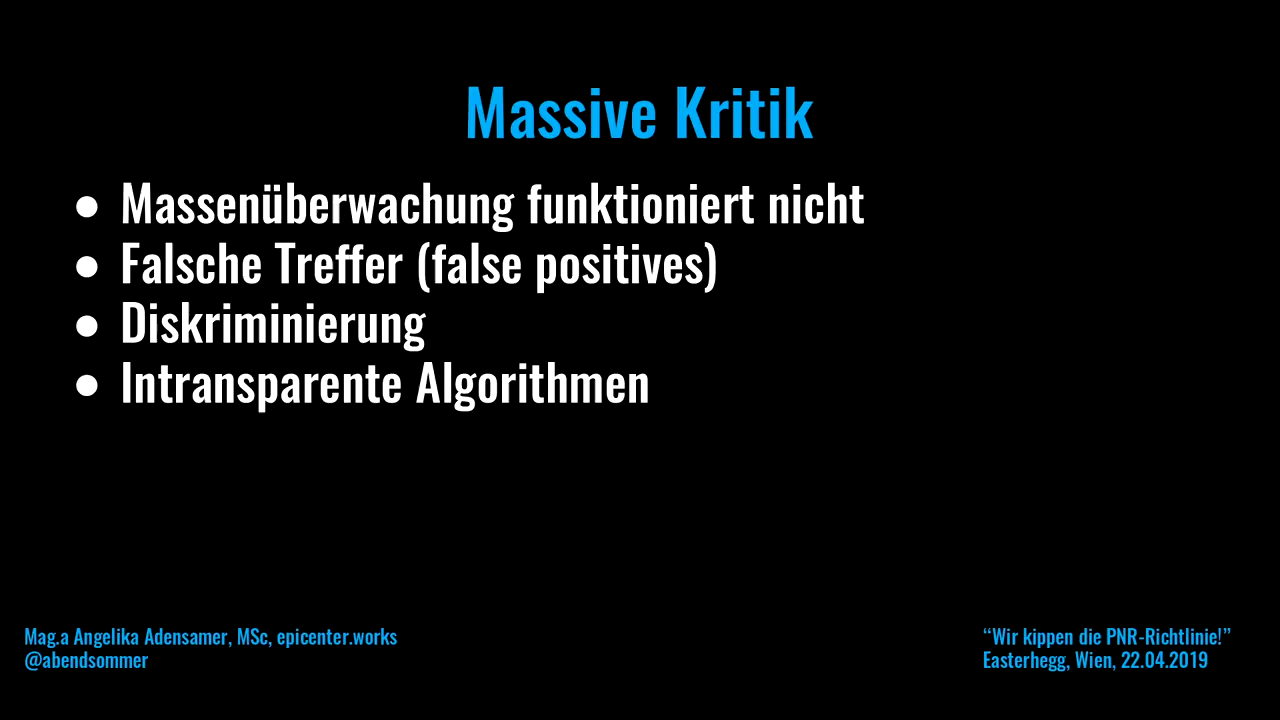 Massive Kritik
● Massenüberwachung funktioniert nicht
● Falsche Treffer (false positives)
● Diskriminierung
● Intransparente Algorithmen
Mag.a Angelika Adensamer, MSc, epicenter.works
@abendsommer
“Wir kippen die PNR-Richtlinie!”
Easterhegg, Wien, 22.04.2019